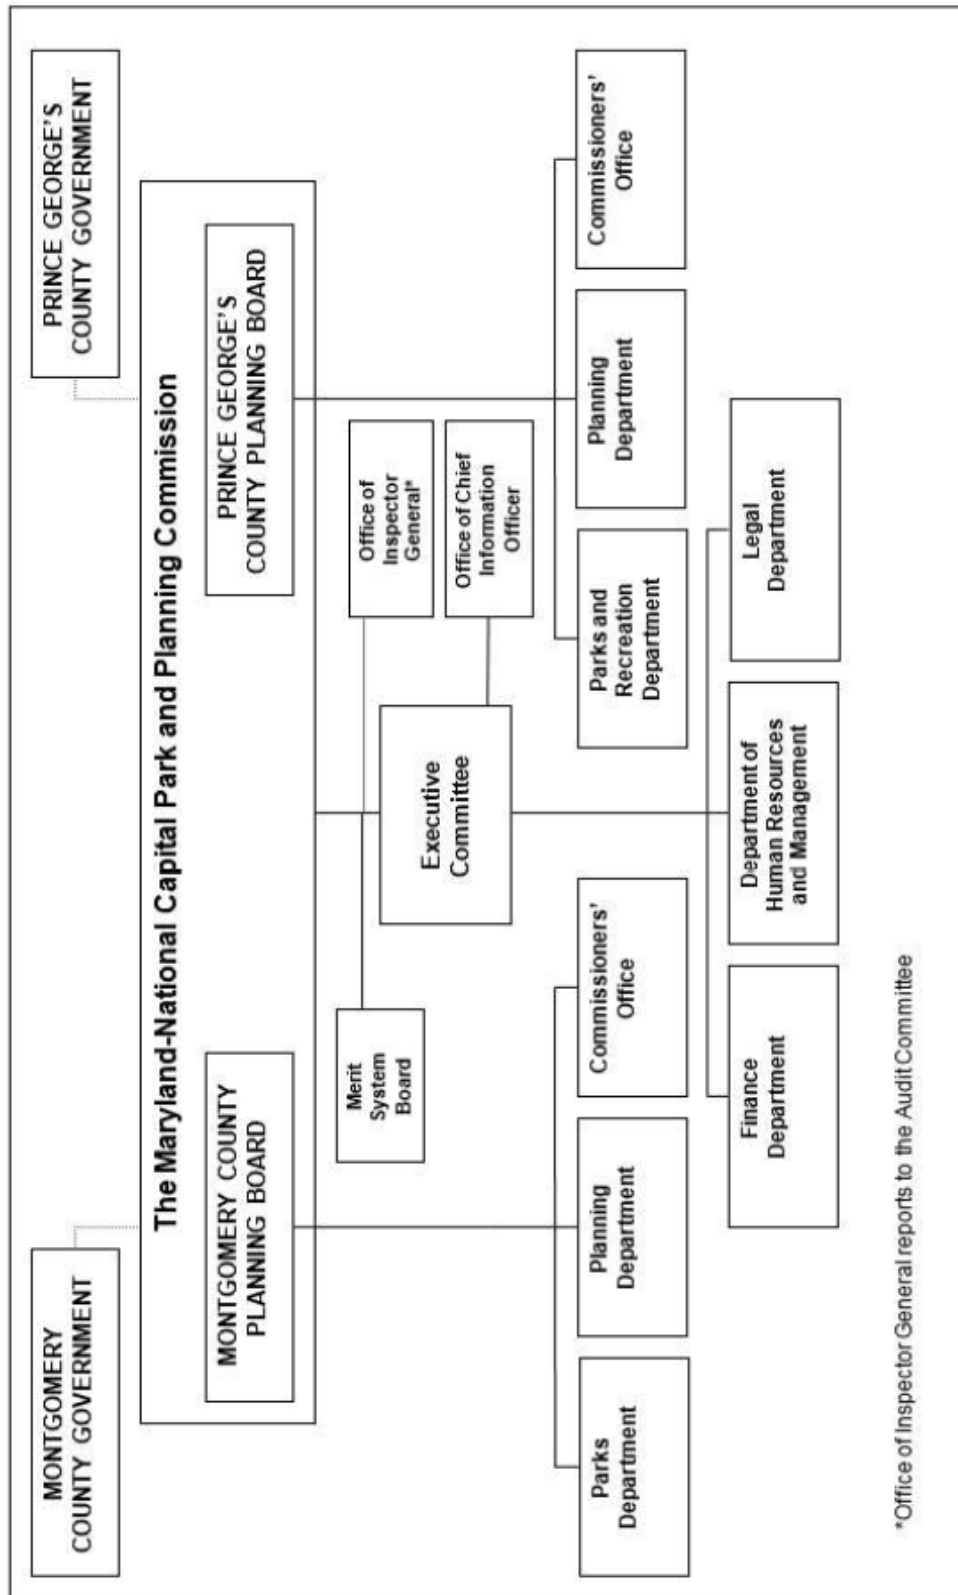 MONTGOMERY
COUNTY GOVERNMENT
PRINCE GEORGE'S
COUNTY GOVERNMENT
The Maryland-National Capital Park and Planning Commission
MONTGOMERY COUNTY
PLANNING BOARD
PRINCE GEORGE'S
COUNTY PLANNING BOARD
Merit
System
Board
Office of
Inspector
General*
Executive
Committee
Office of Chief
Information
Officer
Parks
Department
Planning
Department
Commissioners'
Office
Parks and
Recreation
Department
Planning
Department
Commissioners'
Office
Finance
Department
Department of
Human Resources
and Management
Legal
Department
*Office of Inspector General reports to the Audit Committee